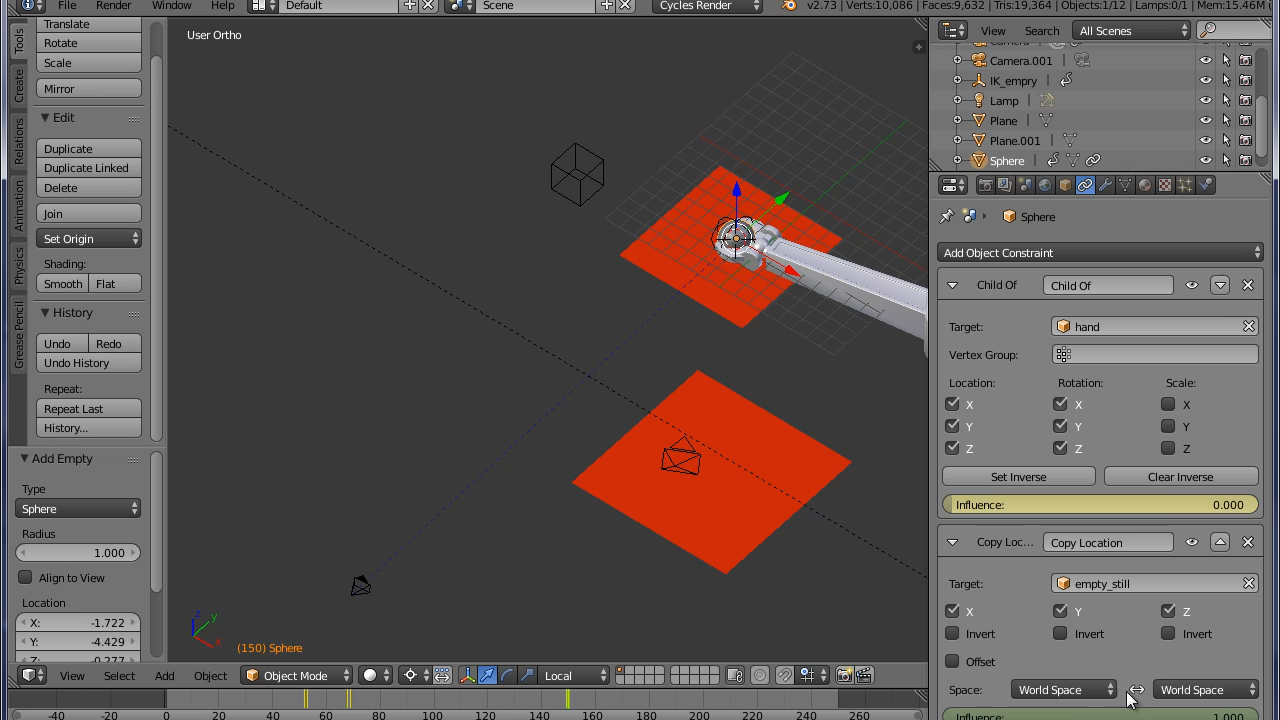 File Render Window Help Default Scene Cycles Render v2.73 | Verts:10,086 | Faces:9,632 | Tris:19,364 | Objects:1/12 | Lamps:0/1 | Mem:15.46M
Tools
Create
Relations
Animation
Physics
Grease Pencil
Translate
Rotate
Scale
Mirror
Edit
Duplicate
Duplicate Linked
Delete
Join
Set Origin
Shading:
Smooth Flat
History
Undo Redo
Undo History
Repeat:
Repeat Last
History...
Add Empty
Type
Sphere
Radius
1.000
Align to View
Location
X: -1.722
Y: -4.429
Z: -0.277
User Ortho
z
y
x
(150) Sphere
View Select Add Object Object Mode Local
-40 -20 0 20 40 60 80 100 120 140 160 180 200 220 240 260
View Search All Scenes
Camera
Camera.001
IK_empry
Lamp
Plane
Plane.001
Sphere
Sphere
Add Object Constraint
Child Of Child Of
Target: hand
Vertex Group:
Location: Rotation: Scale:
X X X
Y Y Y
Z Z Z
Set Inverse Clear Inverse
Influence: 0.000
Copy Loc... Copy Location
Target: empty_still
X Y Z
Invert Invert Invert
Offset
Space: World Space World Space
Influence: 1.000